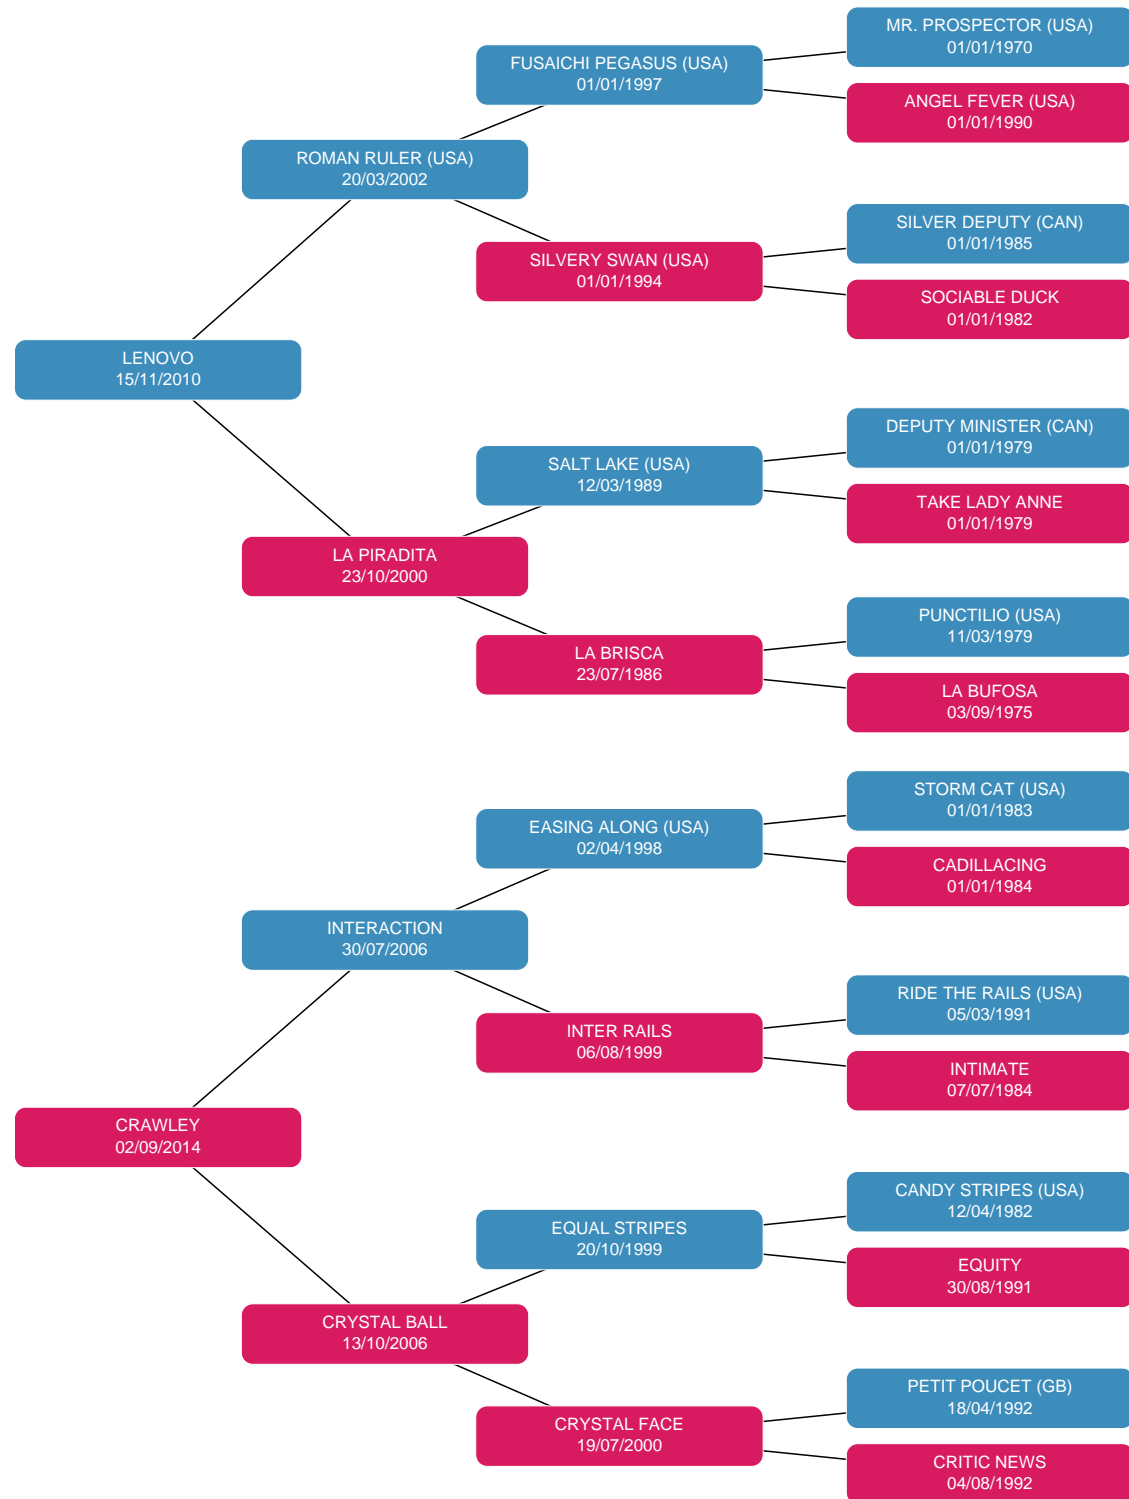 MR. PROSPECTOR (USA)
01/01/1970
FUSAICHI PEGASUS (USA)
01/01/1997
ANGEL FEVER (USA)
01/01/1990
ROMAN RULER (USA)
20/03/2002
SILVER DEPUTY (CAN)
01/01/1985
SILVERY SWAN (USA)
01/01/1994
SOCIABLE DUCK
01/01/1982
LENOVO
15/11/2010
DEPUTY MINISTER (CAN)
01/01/1979
SALT LAKE (USA)
12/03/1989
TAKE LADY ANNE
01/01/1979
LA PIRADITA
23/10/2000
PUNCTILIO (USA)
11/03/1979
LA BRISCA
23/07/1986
LA BUFOSA
03/09/1975
STORM CAT (USA)
01/01/1983
EASING ALONG (USA)
02/04/1998
CADILLACING
01/01/1984
INTERACTION
30/07/2006
RIDE THE RAILS (USA)
05/03/1991
INTER RAILS
06/08/1999
INTIMATE
07/07/1984
CRAWLEY
02/09/2014
CANDY STRIPES (USA)
12/04/1982
EQUAL STRIPES
20/10/1999
EQUITY
30/08/1991
CRYSTAL BALL
13/10/2006
PETIT POUCET (GB)
18/04/1992
CRYSTAL FACE
19/07/2000
CRITIC NEWS
04/08/1992